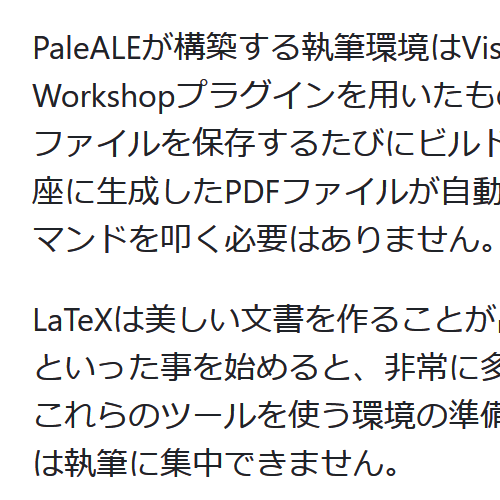 PaleALEが構築する執筆環境はVis
Workshopプラグインを用いたも
ファイルを保存するたびにビルド
座に生成したPDFファイルが自動
マンドを叩く必要はありません。
LaTeXは美しい文書を作ることが
といった事を始めると、非常に多
これらのツールを使う環境の準備
は執筆に集中できません。